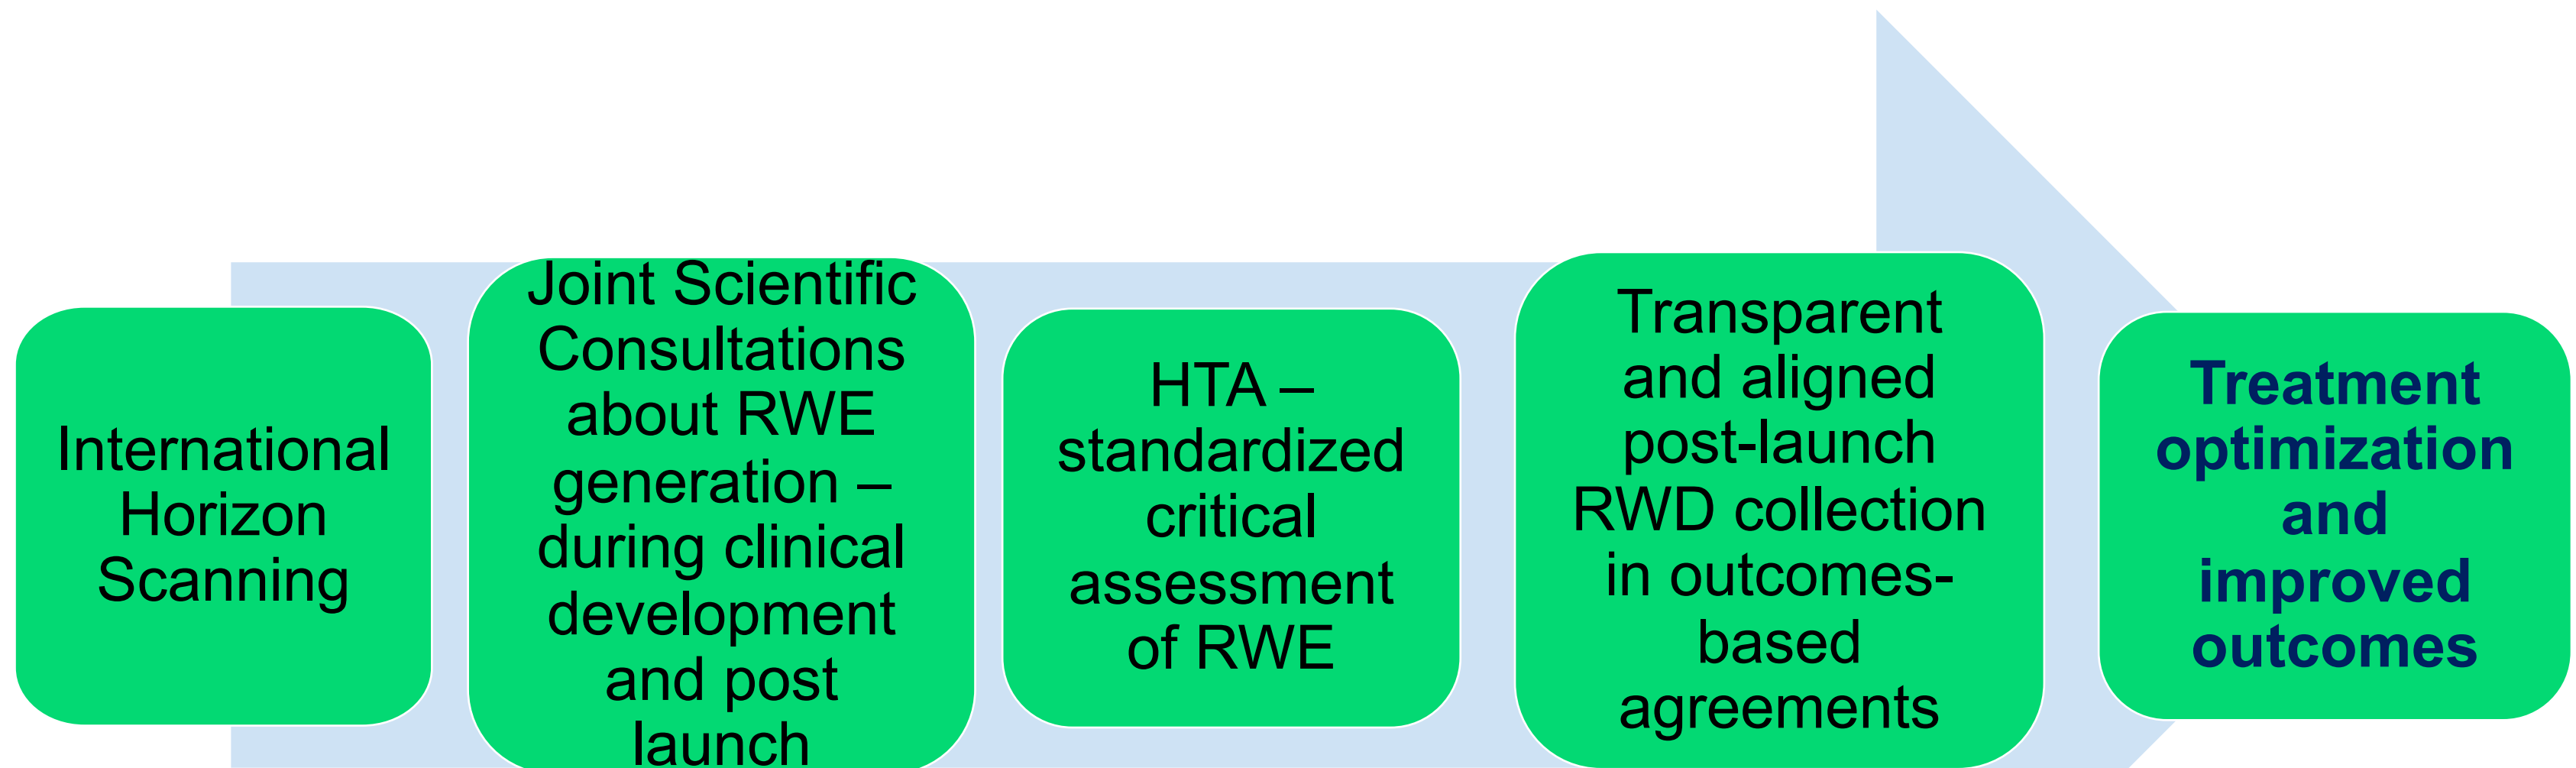 International
Horizon
Scanning
Joint Scientific
Consultations
about RWE
generation –
during clinical
development
and post
launch
HTA –
standardized
critical
assessment
of RWE
Transparent
and aligned
post-launch
RWD collection
in outcomes-
based
agreements
Treatment
optimization
and
improved
outcomes